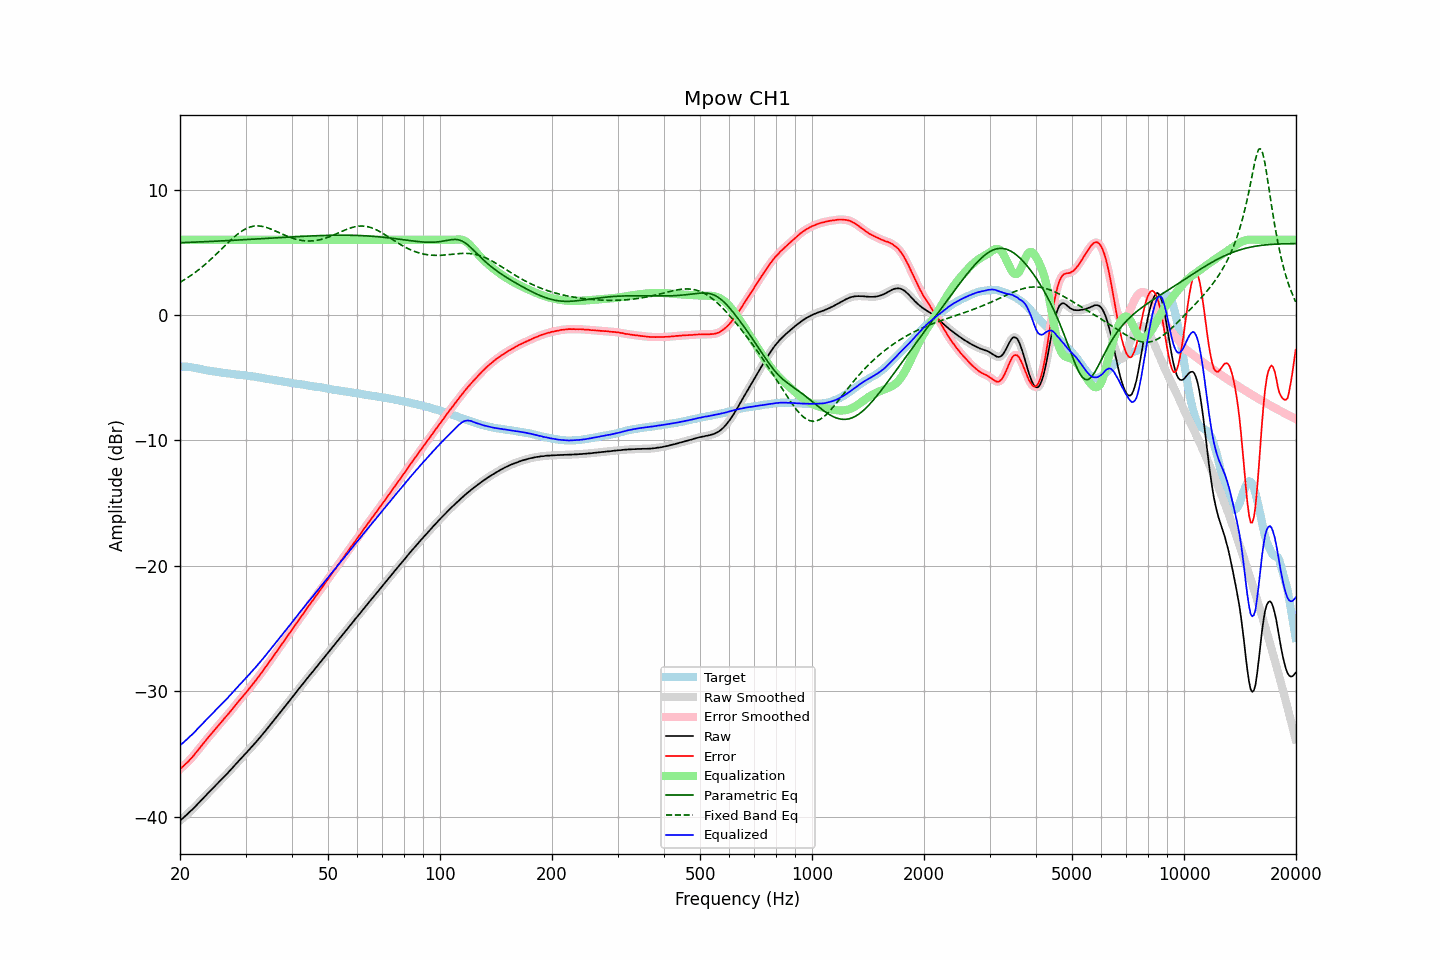 Mpow CH1
Amplitude (dBr)
10
0
−10
−20
−30
−40
Target
Raw Smoothed
Error Smoothed
Raw
Error
Equalization
Parametric Eq
Fixed Band Eq
Equalized
20 50 100 200 500 1000 2000 5000 10000 20000
Frequency (Hz)